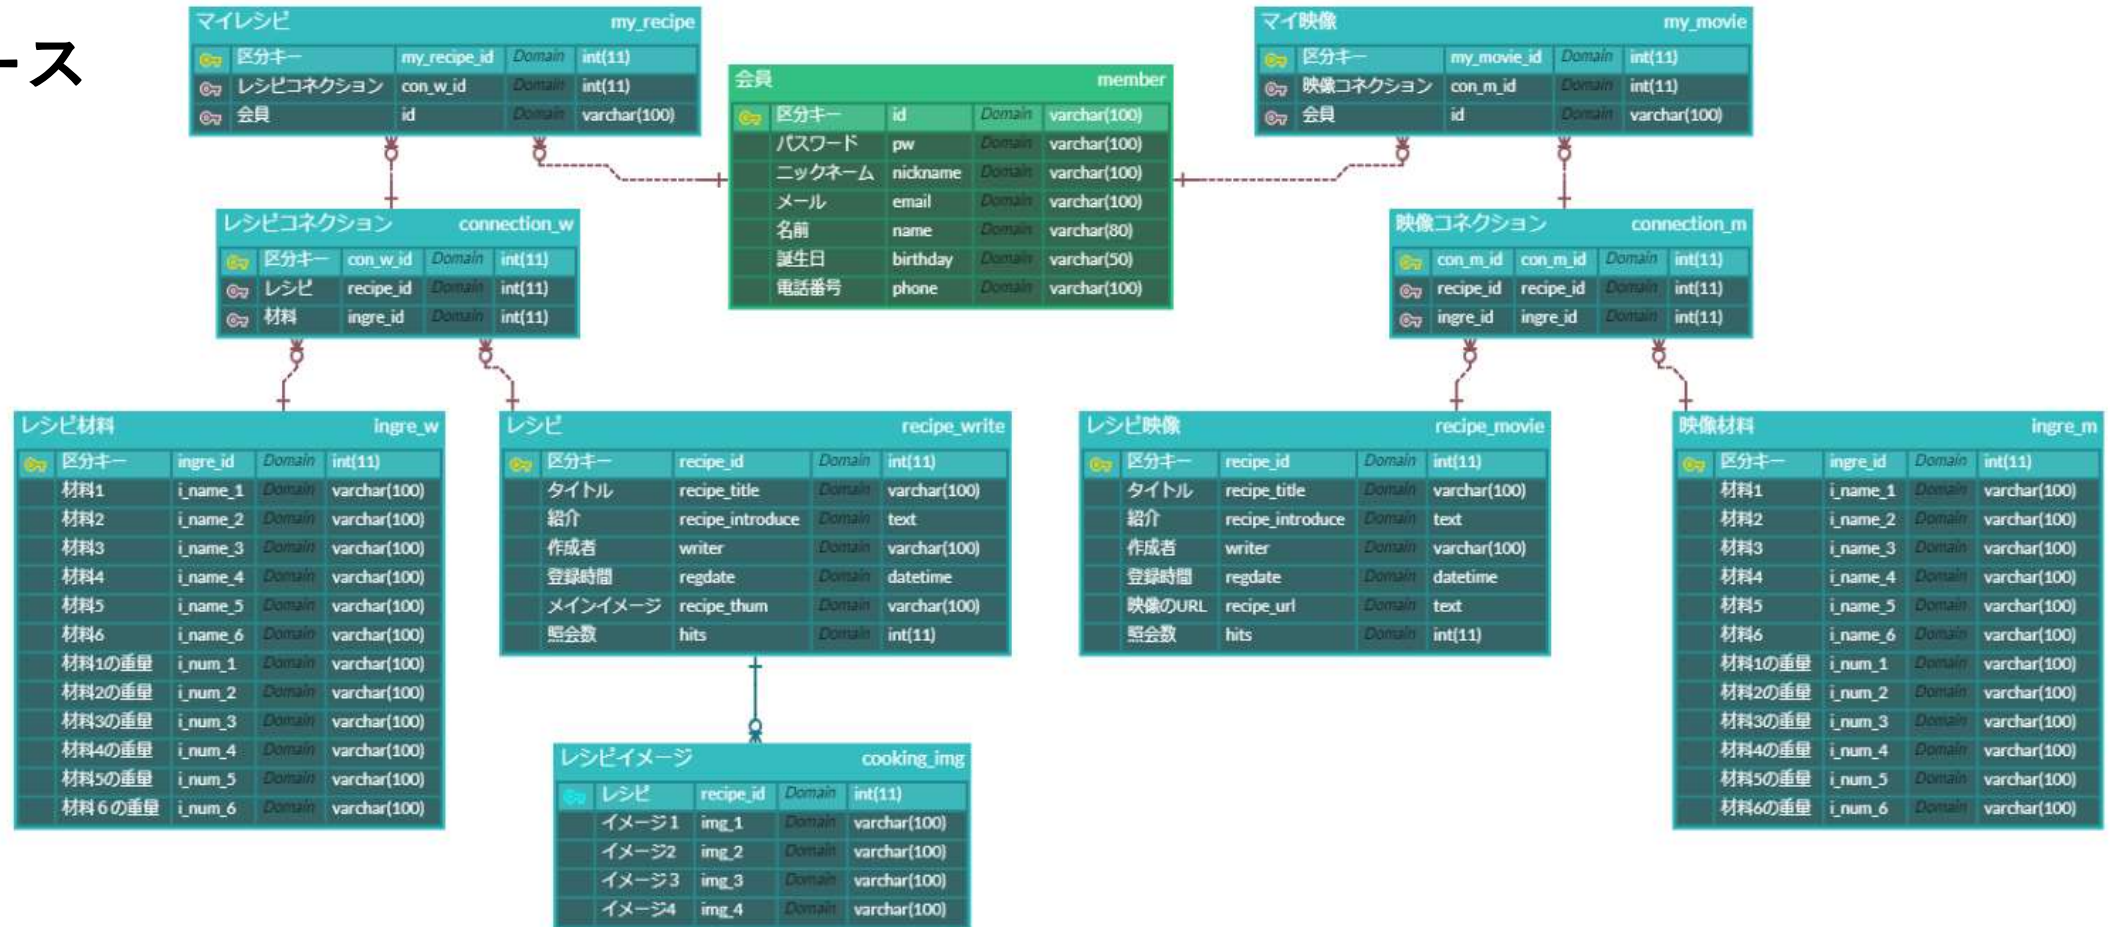 ース
マイレシピ my_recipe
区分キー my_recipe_id Domain int(11)
レシピコネクション con_w_id Domain int(11)
会員 id Domain varchar(100)
会員 member
区分キー id Domain varchar(100)
パスワード pw Domain varchar(100)
ニックネーム nickname Domain varchar(100)
メール email Domain varchar(100)
名前 name Domain varchar(80)
誕生日 birthday Domain varchar(50)
電話番号 phone Domain varchar(100)
マイ映像 my_movie
区分キー my_movie_id Domain int(11)
映像コネクション con_m_id Domain int(11)
会員 id Domain varchar(100)
レシピコネクション connection_w
区分キー con_w_id Domain int(11)
レシピ recipe_id Domain int(11)
材料 ingre_id Domain int(11)
映像コネクション connection_m
con_m_id con_m_id Domain int(11)
recipe_id recipe_id Domain int(11)
ingre_id ingre_id Domain int(11)
レシピ材料 ingre_w
区分キー ingre_id Domain int(11)
材料1 i_name_1 Domain varchar(100)
材料2 i_name_2 Domain varchar(100)
材料3 i_name_3 Domain varchar(100)
材料4 i_name_4 Domain varchar(100)
材料5 i_name_5 Domain varchar(100)
材料6 i_name_6 Domain varchar(100)
材料1の重量 i_num_1 Domain varchar(100)
材料2の重量 i_num_2 Domain varchar(100)
材料3の重量 i_num_3 Domain varchar(100)
材料4の重量 i_num_4 Domain varchar(100)
材料5の重量 i_num_5 Domain varchar(100)
材料６の重量 i_num_6 Domain varchar(100)
レシピ recipe_write
区分キー recipe_id Domain int(11)
タイトル recipe_title Domain varchar(100)
紹介 recipe_introduce Domain text
作成者 writer Domain varchar(100)
登録時間 regdate Domain datetime
メインイメージ recipe_thum Domain varchar(100)
照会数 hits Domain int(11)
レシピ映像 recipe_movie
区分キー recipe_id Domain int(11)
タイトル recipe_title Domain varchar(100)
紹介 recipe_introduce Domain text
作成者 writer Domain varchar(100)
登録時間 regdate Domain datetime
映像のURL recipe_url Domain text
照会数 hits Domain int(11)
映像材料 ingre_m
区分キー ingre_id Domain int(11)
材料1 i_name_1 Domain varchar(100)
材料2 i_name_2 Domain varchar(100)
材料3 i_name_3 Domain varchar(100)
材料4 i_name_4 Domain varchar(100)
材料5 i_name_5 Domain varchar(100)
材料6 i_name_6 Domain varchar(100)
材料1の重量 i_num_1 Domain varchar(100)
材料2の重量 i_num_2 Domain varchar(100)
材料3の重量 i_num_3 Domain varchar(100)
材料4の重量 i_num_4 Domain varchar(100)
材料5の重量 i_num_5 Domain varchar(100)
材料6の重量 i_num_6 Domain varchar(100)
レシピイメージ cooking_img
レシピ recipe_id Domain int(11)
イメージ１ img_1 Domain varchar(100)
イメージ2 img_2 Domain varchar(100)
イメージ３ img_3 Domain varchar(100)
イメージ4 img_4 Domain varchar(100)